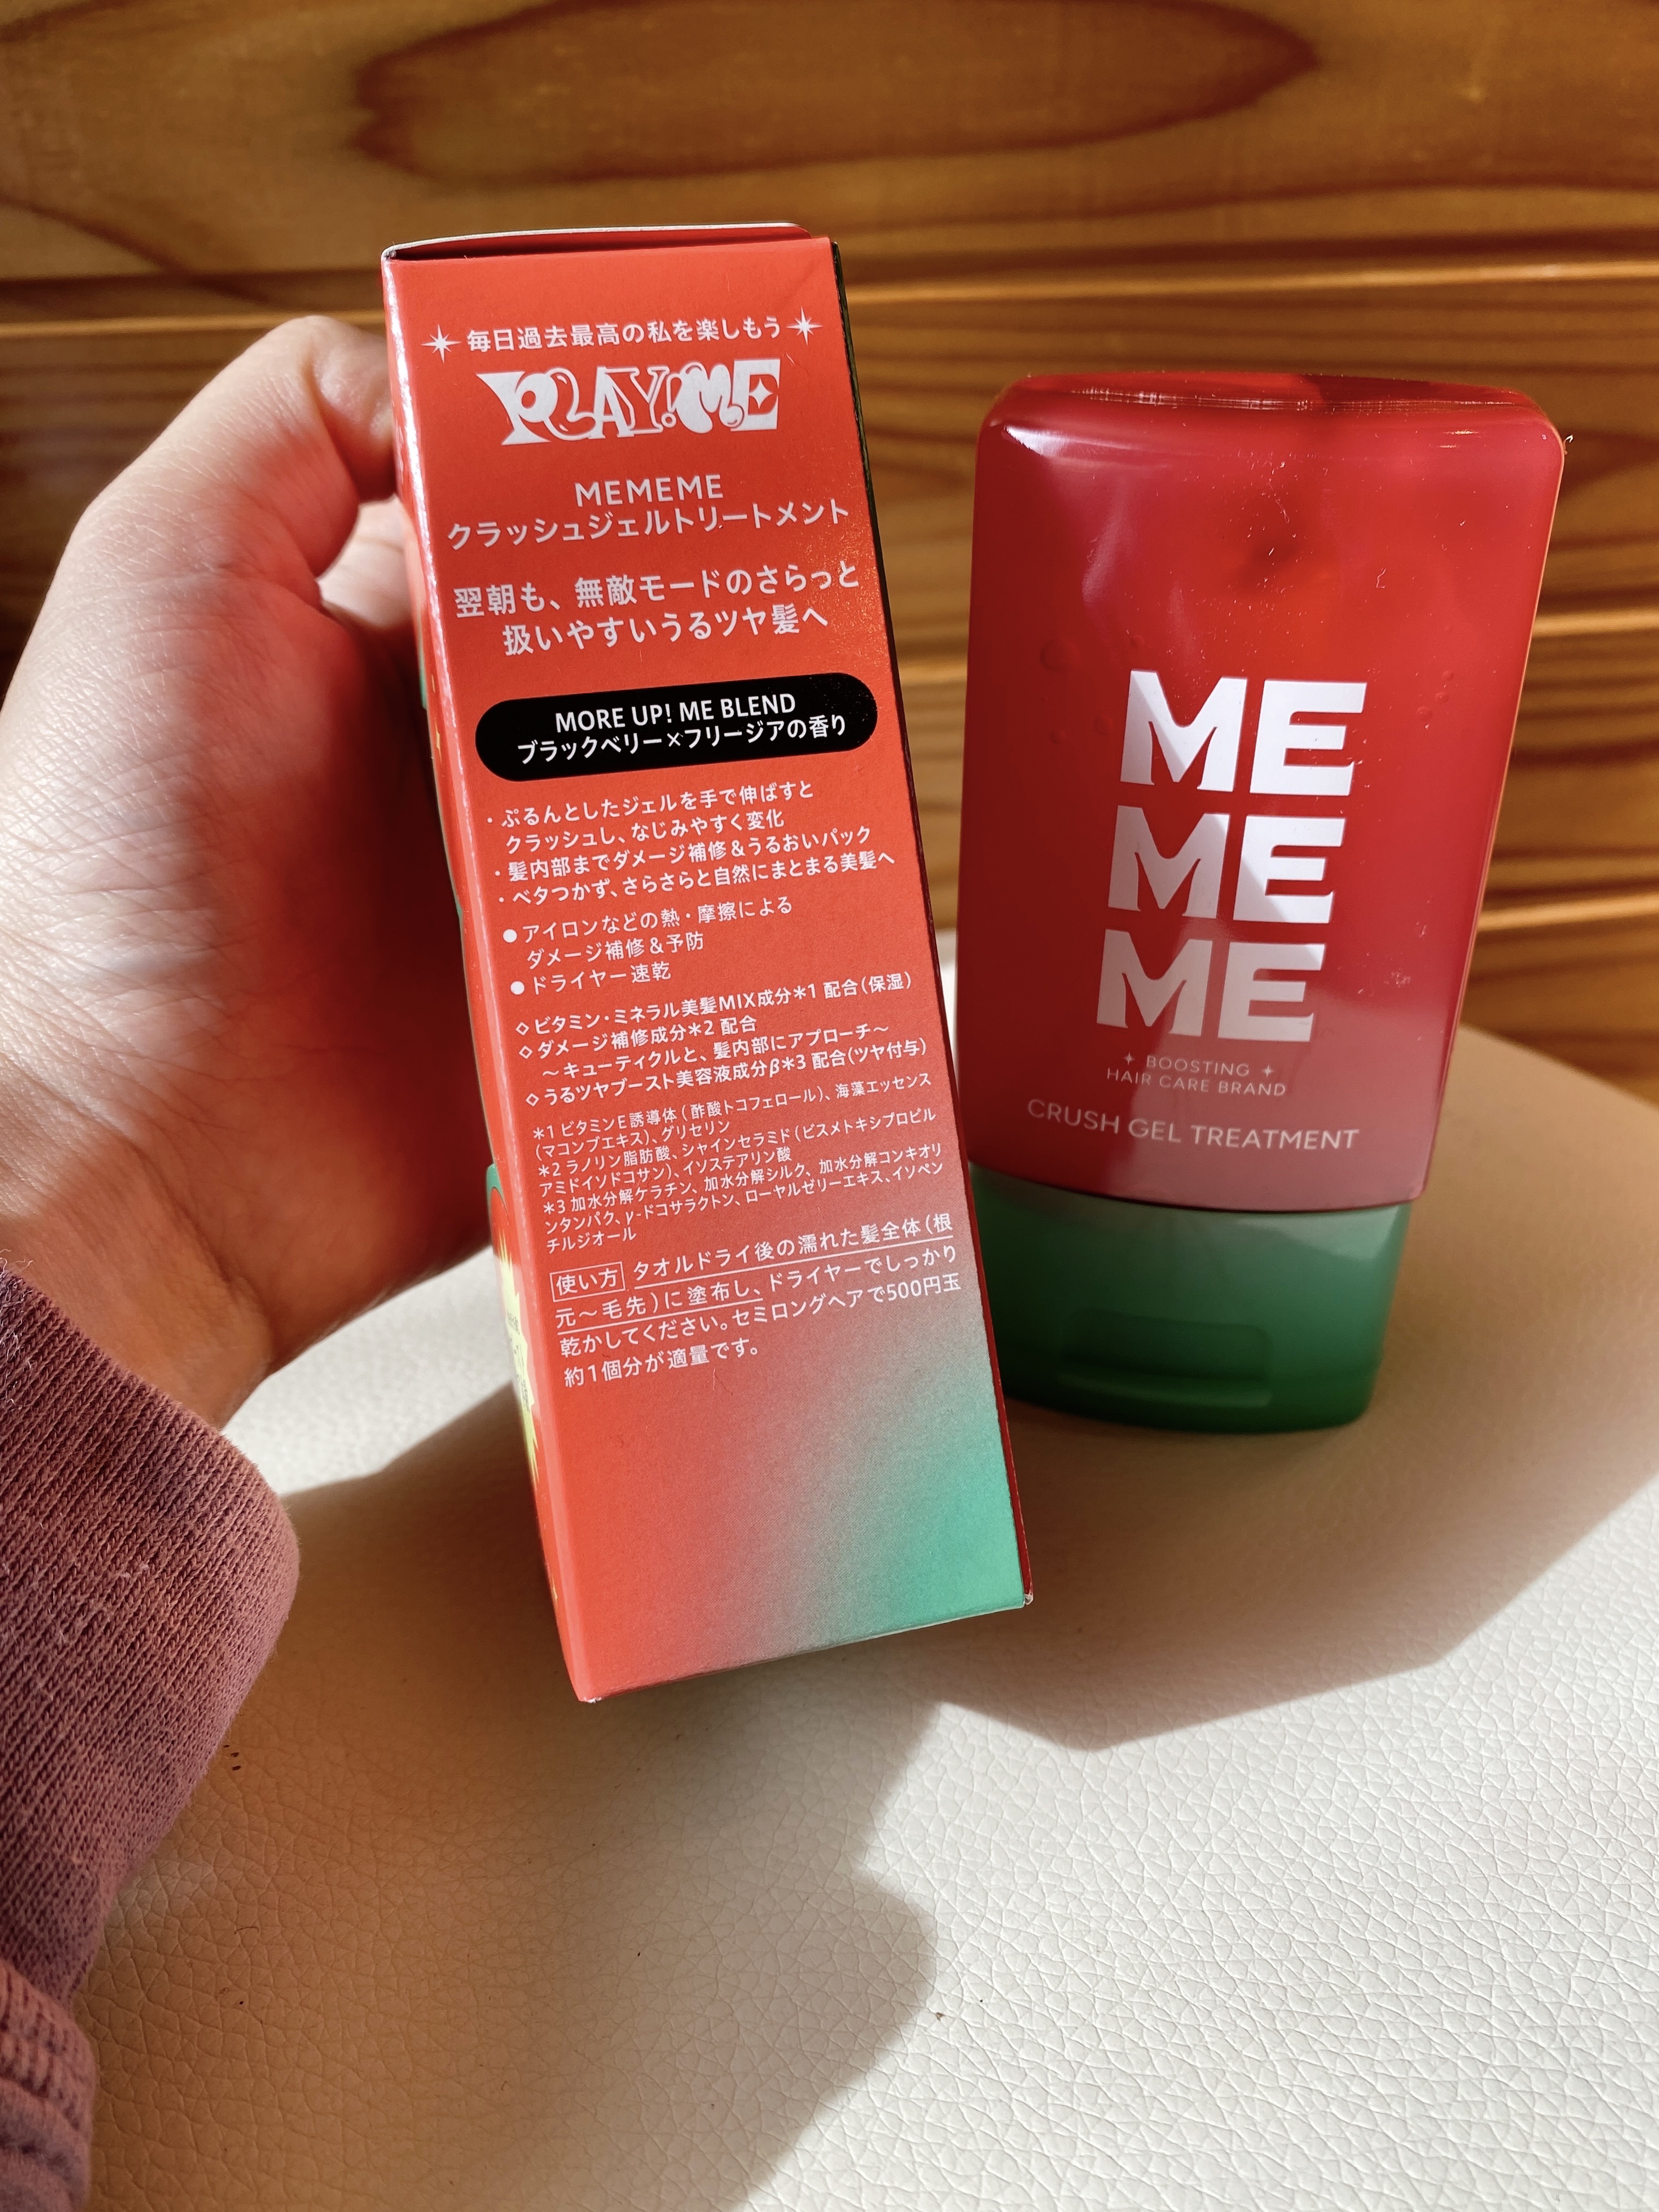 毎日過去最高の私を楽しもう
PLAY!ME
MEMEME
クラッシュジェルトリートメント
翌朝も、無敵モードのさらっと
扱いやすいうるツヤ髪へ
MORE UP! ME BLEND
ブラックベリー×フリージアの香り
・ぷるんとしたジェルを手で伸ばすと
クラッシュし、なじみやすく変化
・髪内部までダメージ補修&うるおいパック
・ベタつかず、さらさらと自然にまとまる美髪へ
●アイロンなどの熱・摩擦による
ダメージ補修&予防
●ドライヤー速乾
◇ビタミン・ミネラル美髪MIX成分*1 配合(保湿)
◇ダメージ補修成分*2 配合
～キューティクルと、髪内部にアプローチ～
◇うるツヤブースト美容液成分β*3 配合(ツヤ付与)
*1 ビタミンE誘導体(酢酸トコフェロール)、海藻エッセンス
(マコンブエキス)、グリセリン
*2 ラノリン脂肪酸、シャインセラミド(ビスメトキシプロピル
アミドイソドコサン)、イソステアリン酸
*3 加水分解ケラチン、加水分解シルク、加水分解コンキオリ
ンタンパク、γ-ドコサラクトン、ローヤルゼリーエキス、イソペン
チルジオール
使い方 タオルドライ後の濡れた髪全体(根
元～毛先)に塗布し、ドライヤーでしっかり
乾かしてください。セミロングヘアで500円玉
約1個分が適量です。
ME
ME
ME
BOOSTING
HAIR CARE BRAND
CRUSH GEL TREATMENT